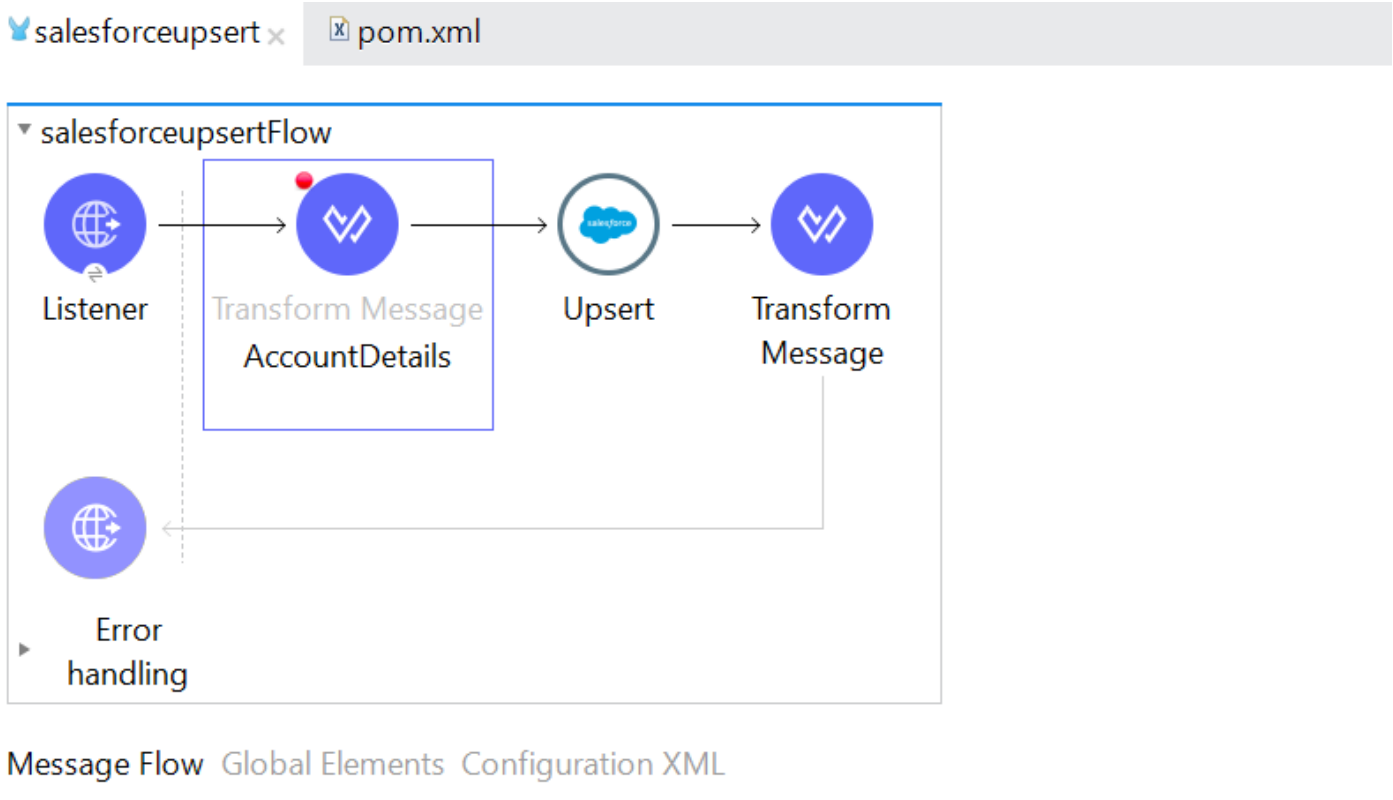 salesforceupsert
pom.xml
salesforceupsertFlow
Listener
Transform Message
AccountDetails
salesforce
Upsert
Transform
Message
Error
handling
Message Flow Global Elements Configuration XML